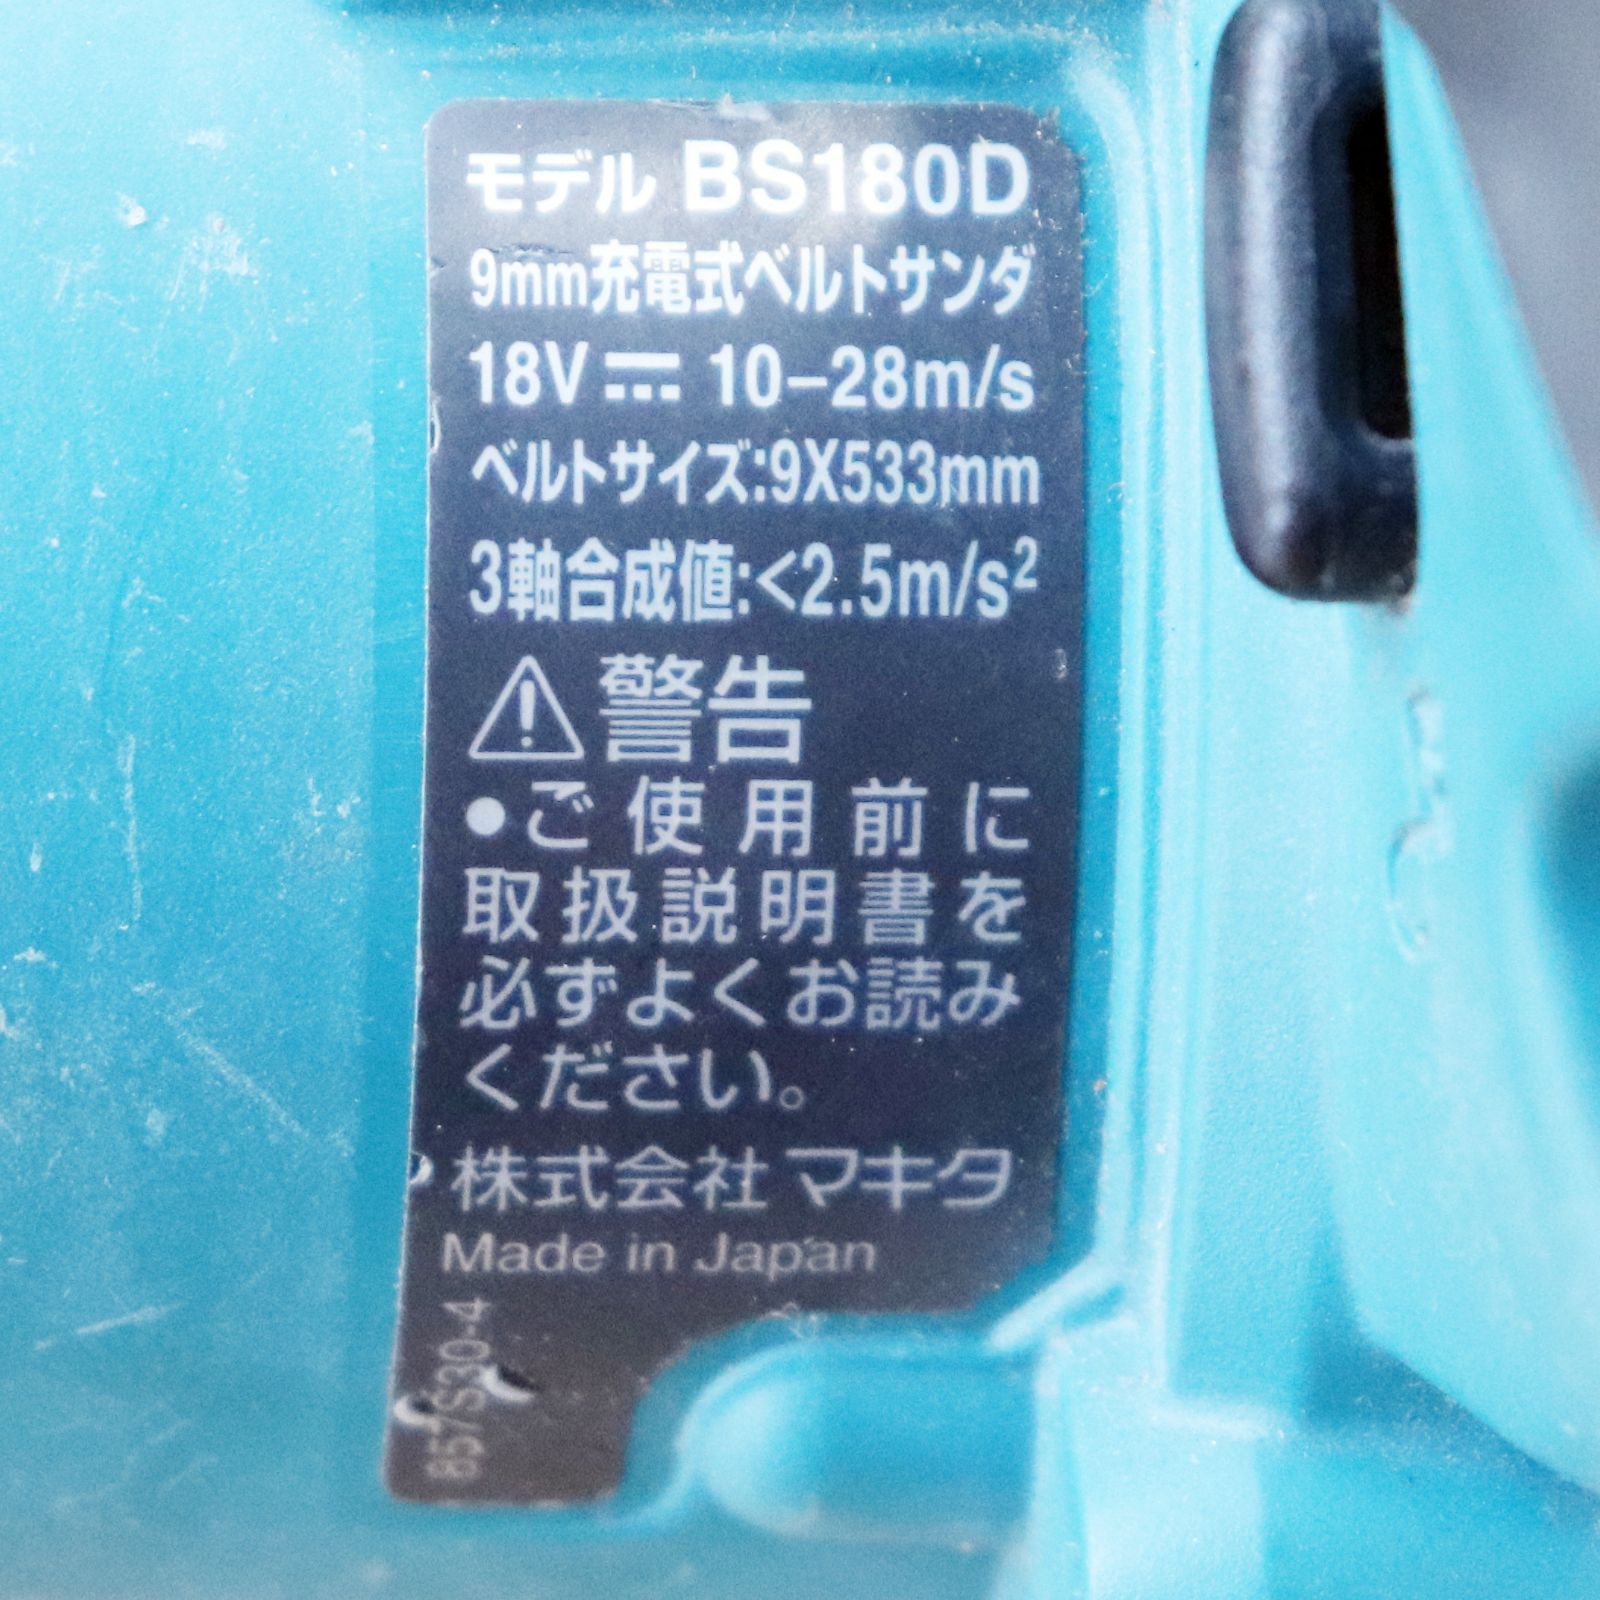 モデル BS180D
9mm充電式ベルトサンダ
18V ⎓ 10-28m/s
ベルトサイズ:9X533mm
3軸合成値:<2.5m/s²
⚠警告
●ご使用前に
取扱説明書を
必ずよくお読み
ください。
株式会社マキタ
Made in Japan
857S30-4